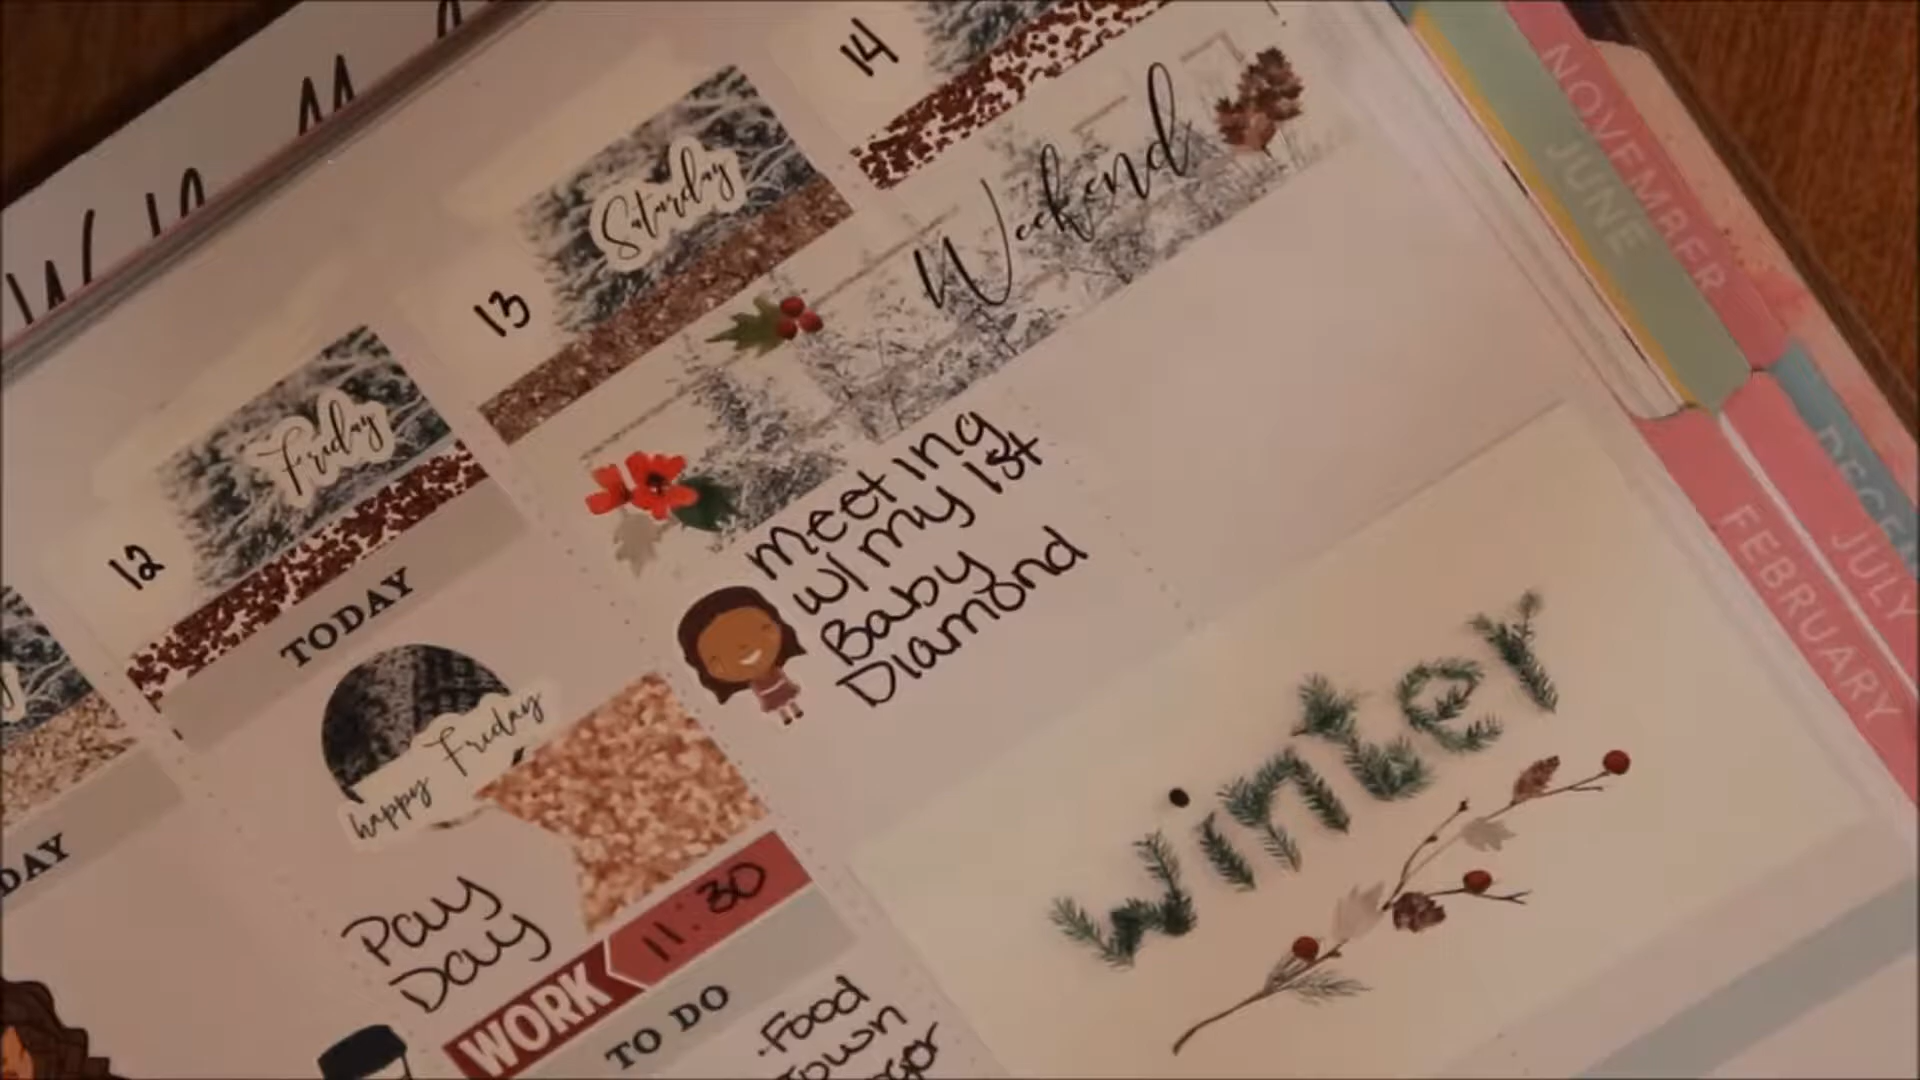 14
Weekend
Saturday
13
meeting
w/ my 1st
Baby
Diamond
Friday
12
TODAY
happy Friday
Pay
Day
WORK 11:30
TO DO
Food
Town
DAY
winter
NOVEMBER
JUNE
JULY
FEBRUARY